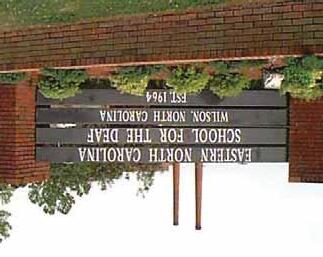 EASTERN NORTH CAROLINA
SCHOOL FOR THE DEAF
WILSON, NORTH CAROLINA
EST. 1964